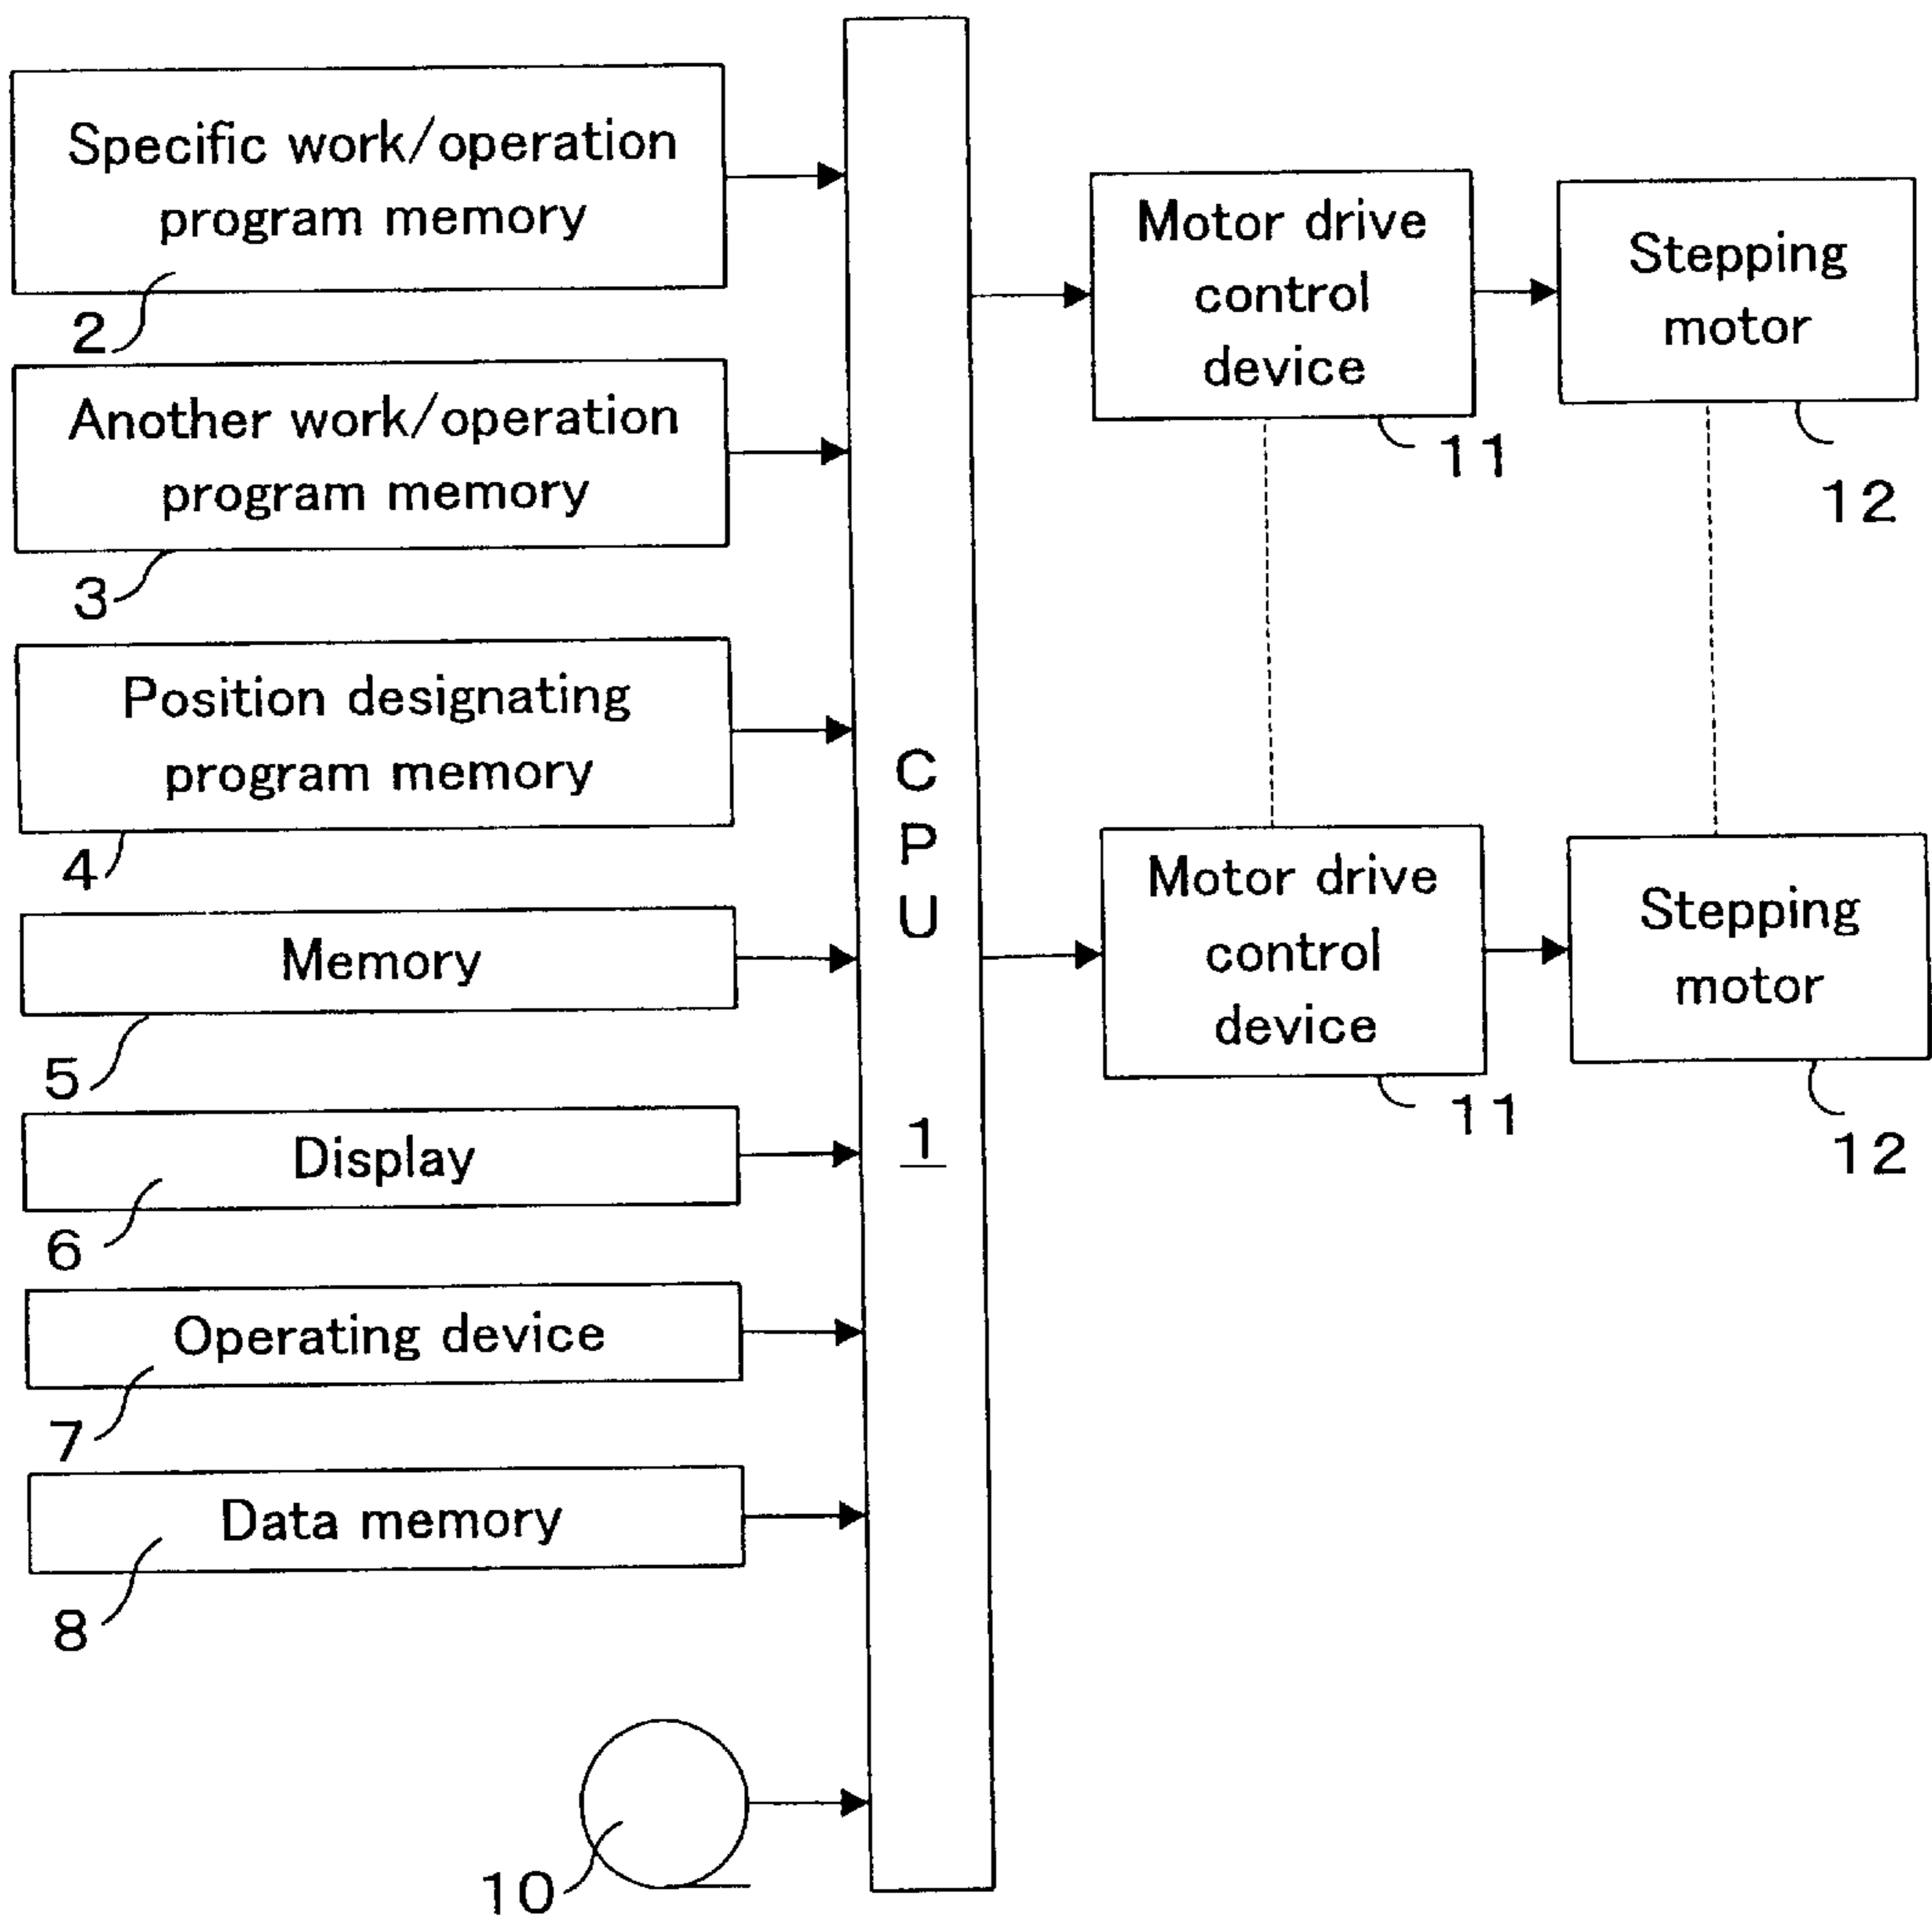 Specific work/operation
program memory
2
Another work/operation
program memory
3
Position designating
program memory
4
Memory
5
Display
6
Operating device
7
Data memory
8
10
C
P
U
1
Motor drive
control
device
11
Stepping
motor
12
Motor drive
control
device
11
Stepping
motor
12